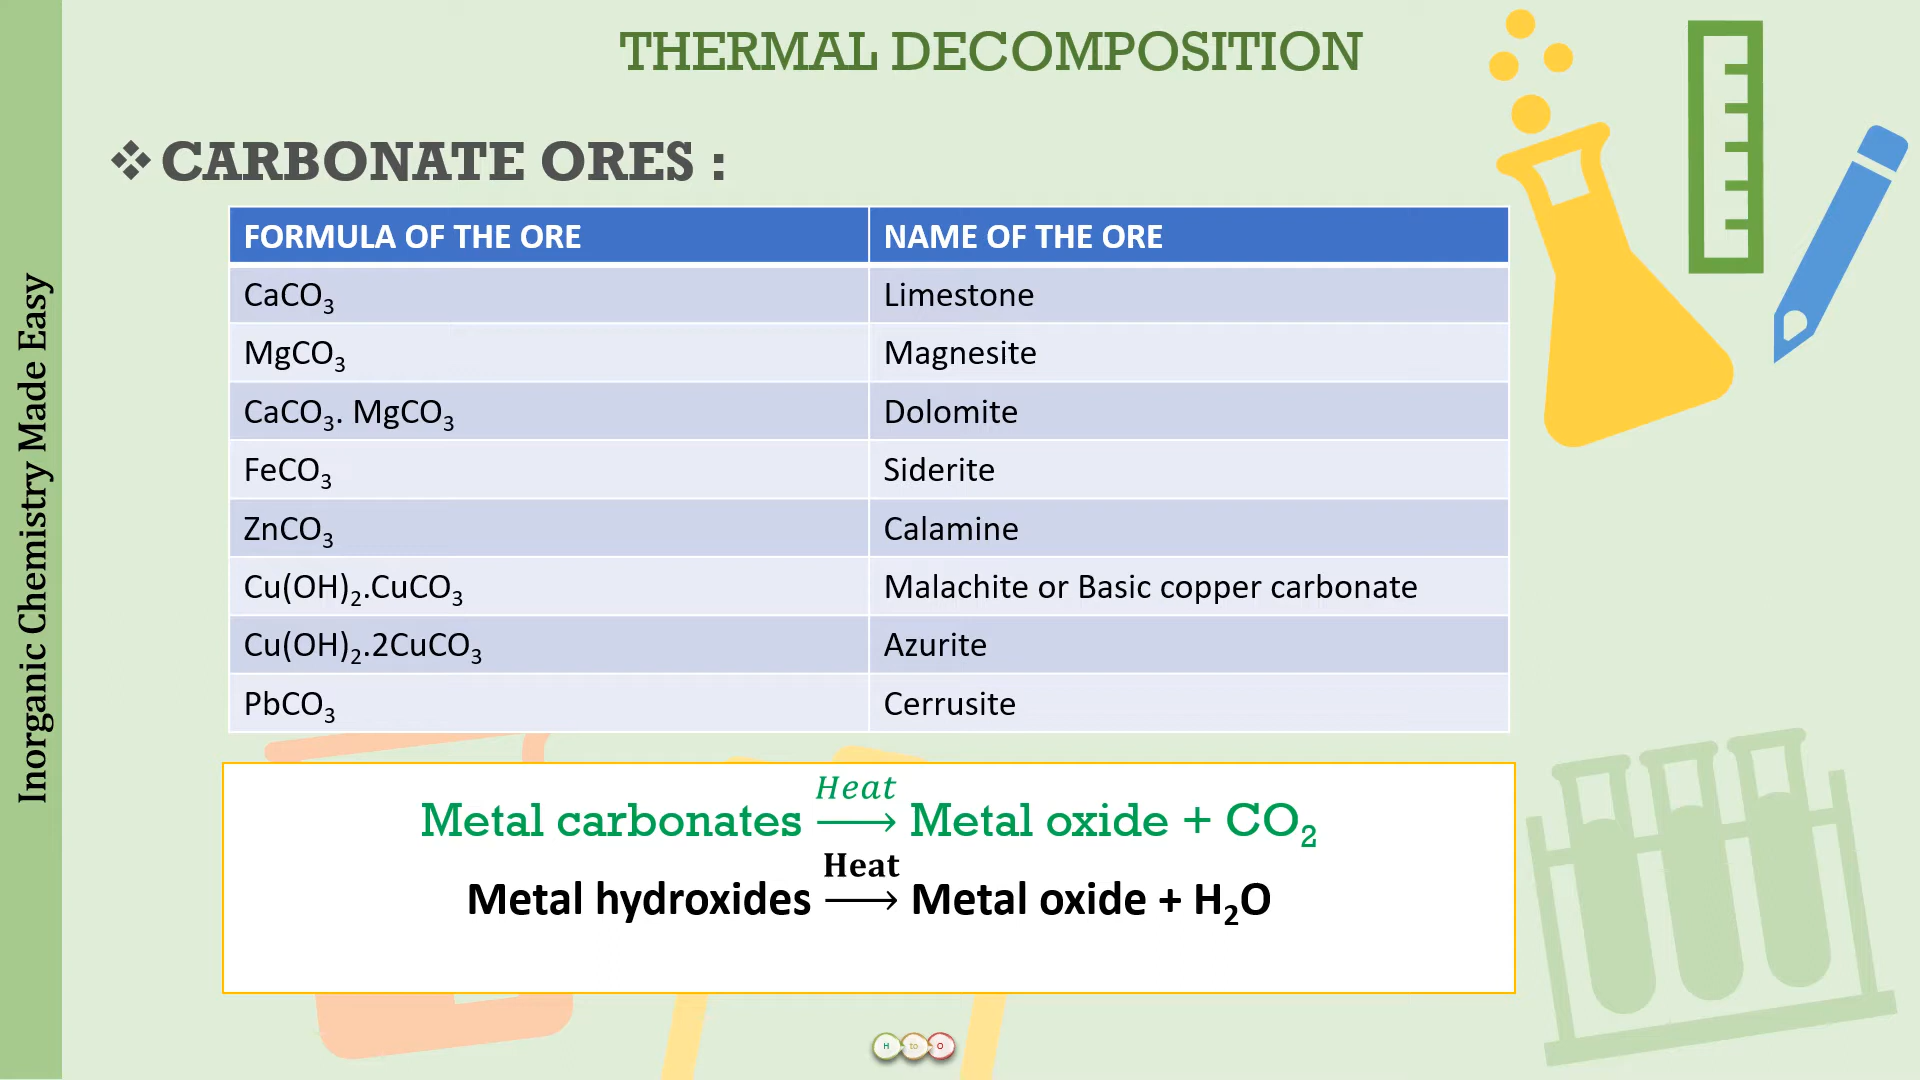 THERMAL DECOMPOSITION
❖ CARBONATE ORES :
FORMULA OF THE ORE NAME OF THE ORE
CaCO₃ Limestone
MgCO₃ Magnesite
CaCO₃. MgCO₃ Dolomite
FeCO₃ Siderite
ZnCO₃ Calamine
Cu(OH)₂.CuCO₃ Malachite or Basic copper carbonate
Cu(OH)₂.2CuCO₃ Azurite
PbCO₃ Cerrusite
Heat
Metal carbonates ⟶ Metal oxide + CO₂
Heat
Metal hydroxides ⟶ Metal oxide + H₂O
Inorganic Chemistry Made Easy
H to O